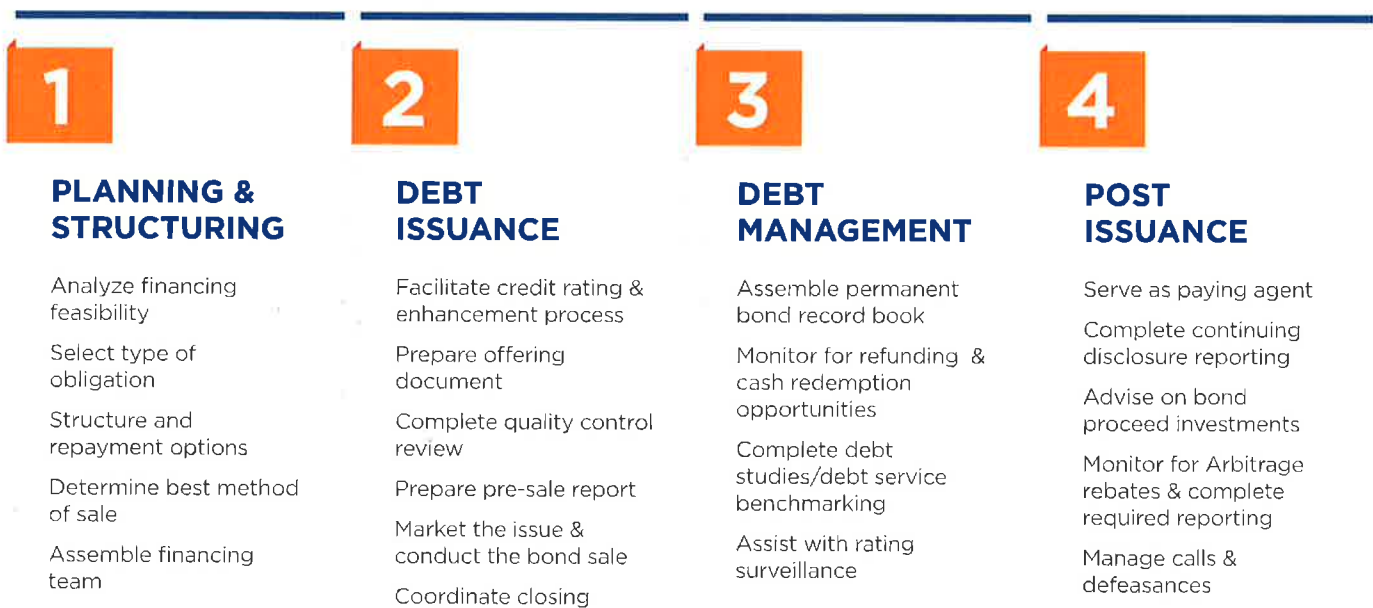 1
PLANNING &
STRUCTURING
Analyze financing
feasibility
Select type of
obligation
Structure and
repayment options
Determine best method
of sale
Assemble financing
team
2
DEBT
ISSUANCE
Facilitate credit rating &
enhancement process
Prepare offering
document
Complete quality control
review
Prepare pre-sale report
Market the issue &
conduct the bond sale
Coordinate closing
3
DEBT
MANAGEMENT
Assemble permanent
bond record book
Monitor for refunding &
cash redemption
opportunities
Complete debt
studies/debt service
benchmarking
Assist with rating
surveillance
4
POST
ISSUANCE
Serve as paying agent
Complete continuing
disclosure reporting
Advise on bond
proceed investments
Monitor for Arbitrage
rebates & complete
required reporting
Manage calls &
defeasances